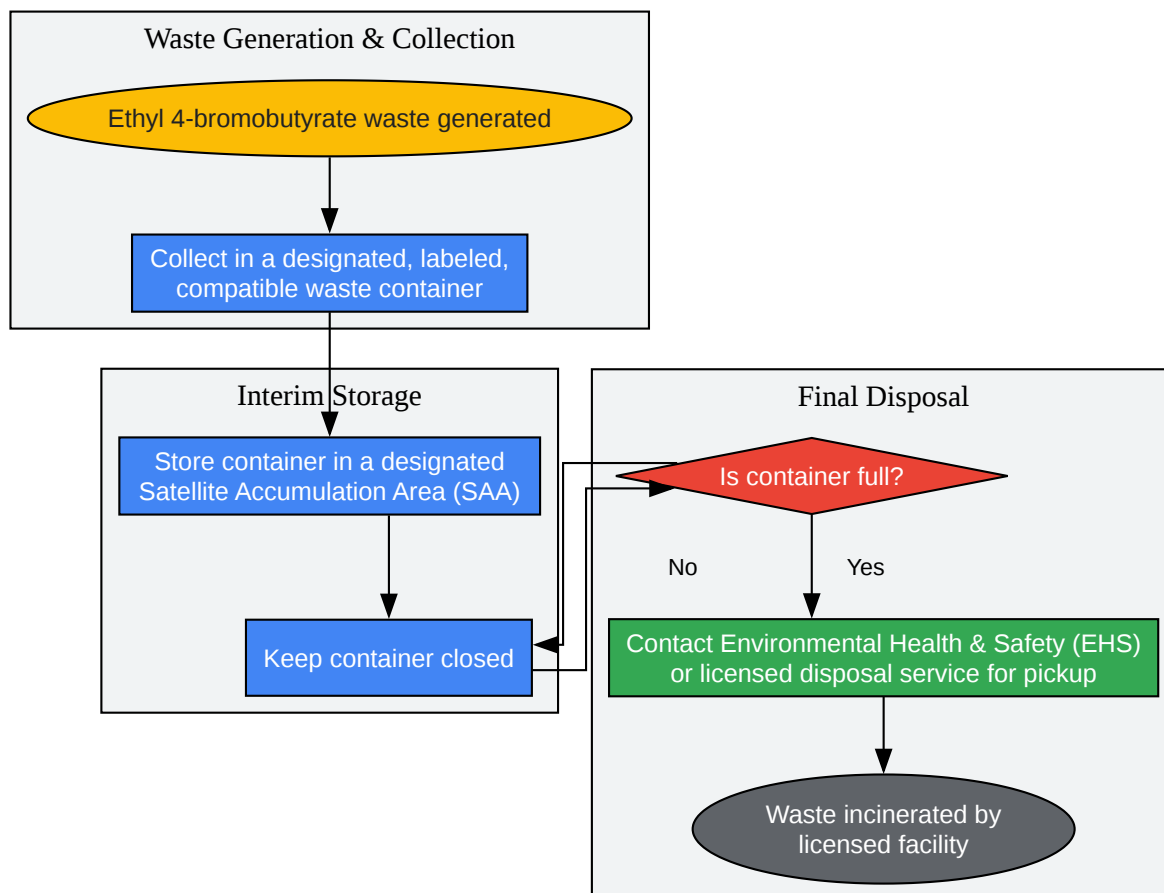 Waste Generation & Collection
Ethyl 4-bromobutyrate waste generated
Collect in a designated, labeled,
compatible waste container
Interim Storage
Store container in a designated
Satellite Accumulation Area (SAA)
Keep container closed
Final Disposal
Is container full?
No
Yes
Contact Environmental Health & Safety (EHS)
or licensed disposal service for pickup
Waste incinerated by
licensed facility